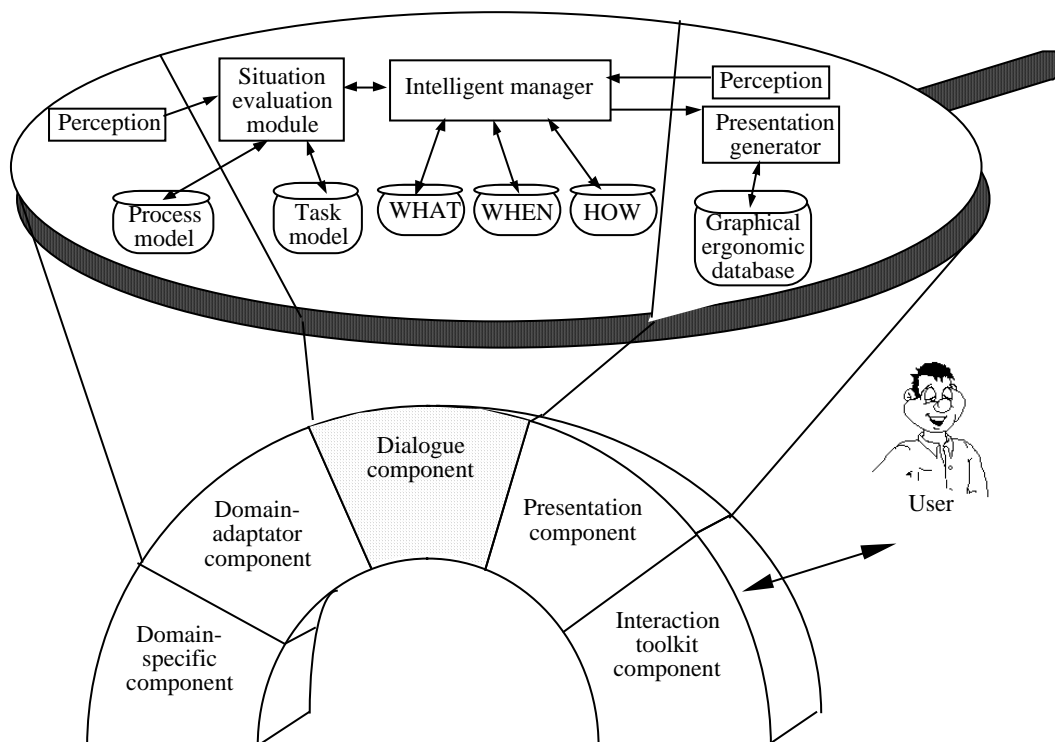 Situation
evaluation
module
Intelligent manager
Perception
Perception
Presentation
generator
Process
model
Task
model
WHAT
WHEN
HOW
Graphical
ergonomic
database
User
Dialogue
component
Domain-
adaptator
component
Presentation
component
Domain-
specific
component
Interaction
toolkit
component